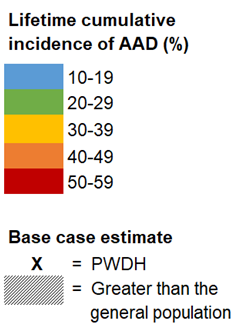 Lifetime cumulative
incidence of AAD (%)
10-19
20-29
30-39
40-49
50-59
Base case estimate
X = PWDH
= Greater than the
general population